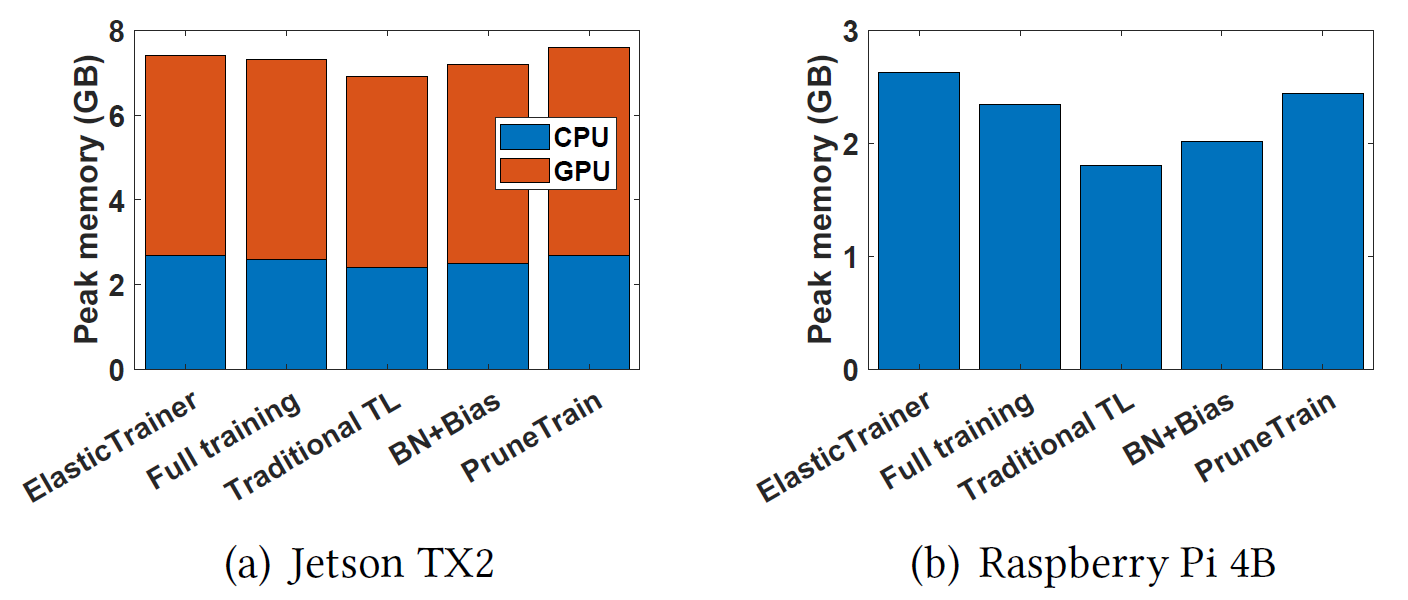 Peak memory (GB)
8
6
4
2
0
CPU
GPU
ElasticTrainer
Full training
Traditional TL
BN+Bias
PruneTrain
(a) Jetson TX2
Peak memory (GB)
3
2
1
0
ElasticTrainer
Full training
Traditional TL
BN+Bias
PruneTrain
(b) Raspberry Pi 4B